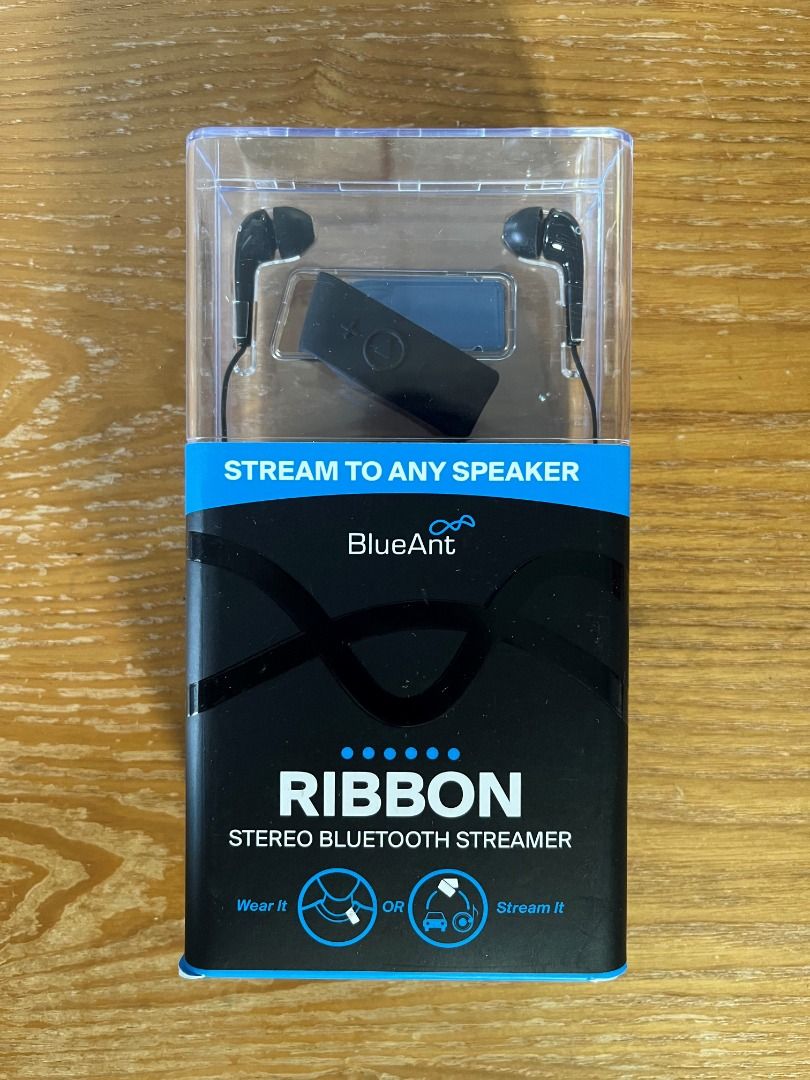 STREAM TO ANY SPEAKER
BlueAnt
RIBBON
STEREO BLUETOOTH STREAMER
Wear It OR Stream It